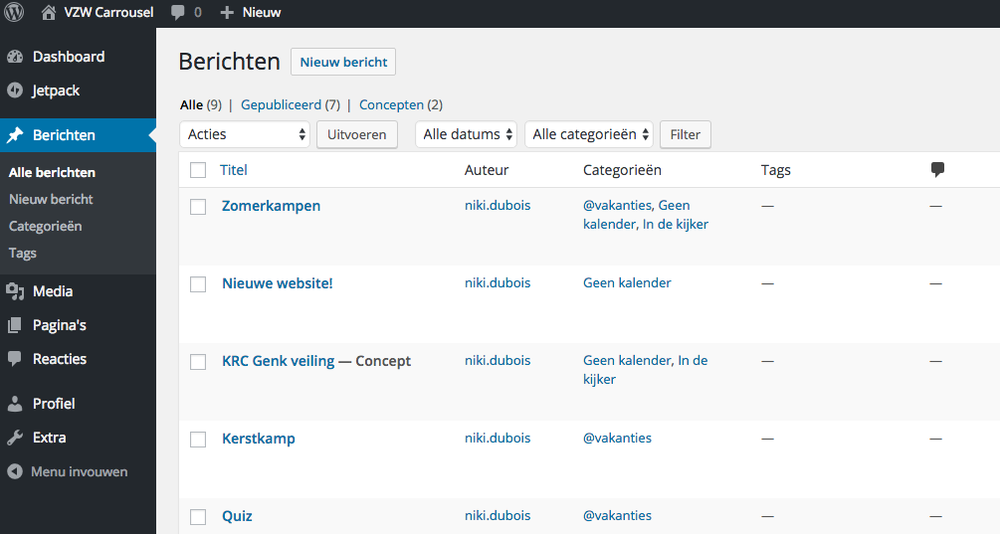 VZW Carrousel 0 + Nieuw
Dashboard
Jetpack
Berichten
Alle berichten
Nieuw bericht
Categorieën
Tags
Media
Pagina's
Reacties
Profiel
Extra
Menu invouwen
Berichten Nieuw bericht
Alle (9) | Gepubliceerd (7) | Concepten (2)
Acties Uitvoeren Alle datums Alle categorieën Filter
Titel Auteur Categorieën Tags
Zomerkampen niki.dubois @vakanties, Geen — —
kalender, In de kijker
Nieuwe website! niki.dubois Geen kalender — —
KRC Genk veiling — Concept niki.dubois Geen kalender, In de — —
kijker
Kerstkamp niki.dubois @vakanties — —
Quiz niki.dubois @vakanties — —